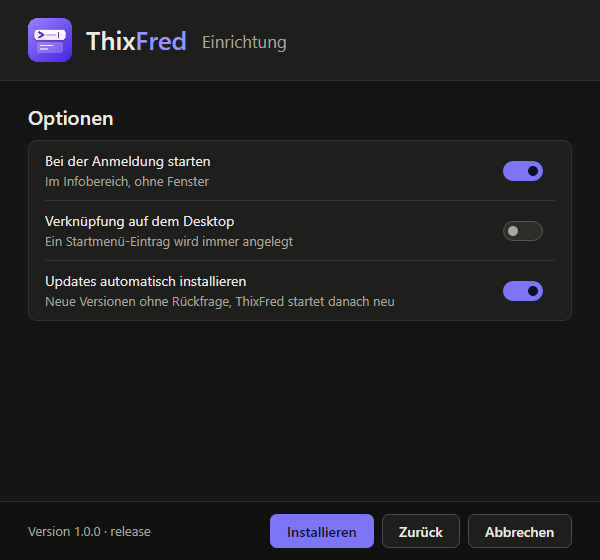 ThixFred Einrichtung
Optionen
Bei der Anmeldung starten
Im Infobereich, ohne Fenster
Verknüpfung auf dem Desktop
Ein Startmenü-Eintrag wird immer angelegt
Updates automatisch installieren
Neue Versionen ohne Rückfrage, ThixFred startet danach neu
Version 1.0.0 · release
Installieren
Zurück
Abbrechen